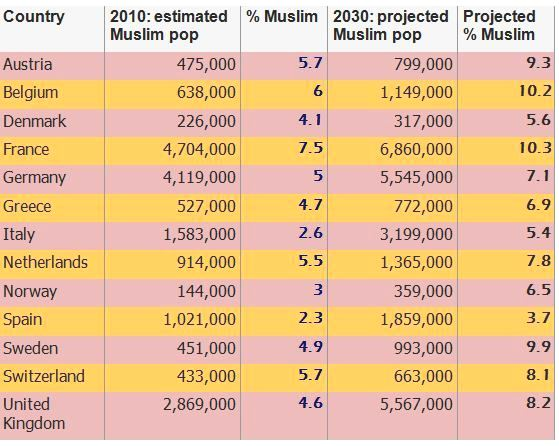 Country 2010: estimated % Muslim 2030: projected Projected
Muslim pop Muslim pop % Muslim
Austria 475,000 5.7 799,000 9.3
Belgium 638,000 6 1,149,000 10.2
Denmark 226,000 4.1 317,000 5.6
France 4,704,000 7.5 6,860,000 10.3
Germany 4,119,000 5 5,545,000 7.1
Greece 527,000 4.7 772,000 6.9
Italy 1,583,000 2.6 3,199,000 5.4
Netherlands 914,000 5.5 1,365,000 7.8
Norway 144,000 3 359,000 6.5
Spain 1,021,000 2.3 1,859,000 3.7
Sweden 451,000 4.9 993,000 9.9
Switzerland 433,000 5.7 663,000 8.1
United 2,869,000 4.6 5,567,000 8.2
Kingdom